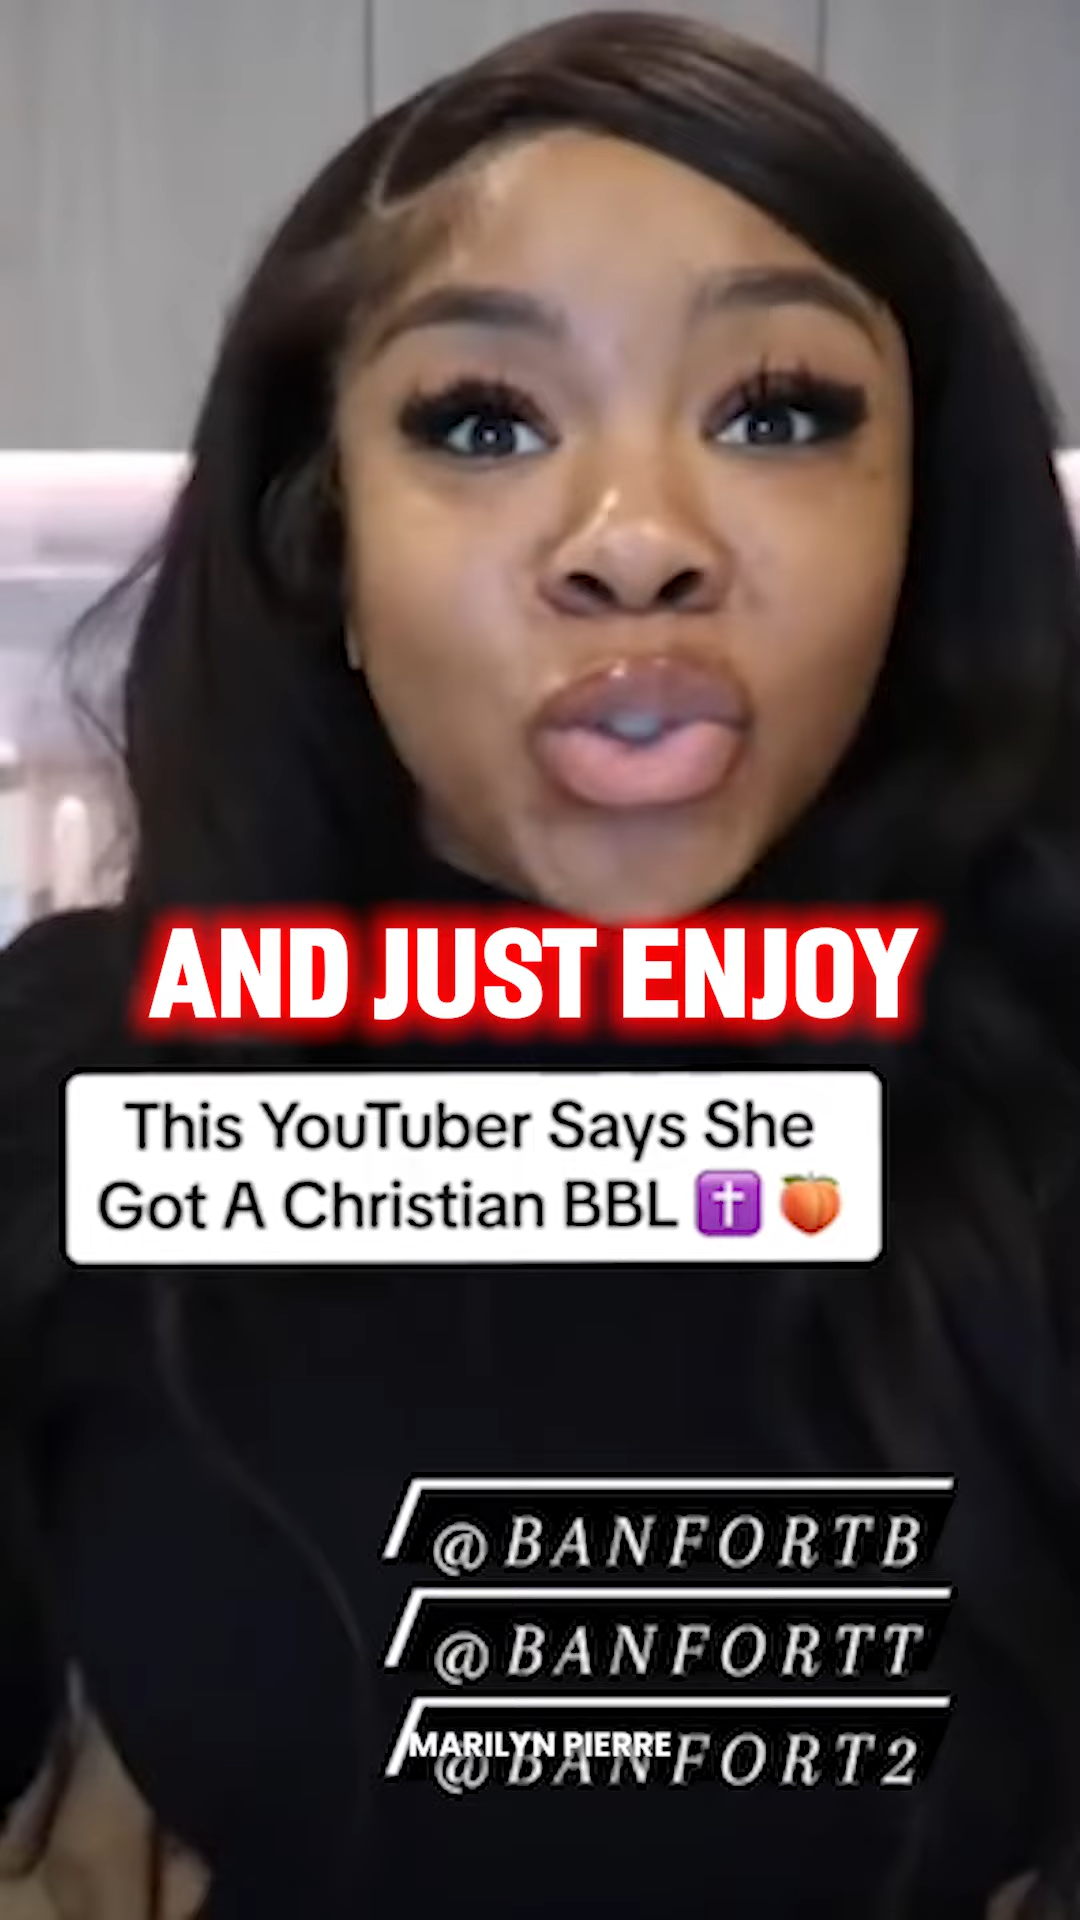 AND JUST ENJOY
This YouTuber Says She
Got A Christian BBL ✝️ 🍑
@BANFORTB
@BANFORTT
MARILYN PIERRE
@BANFORT2